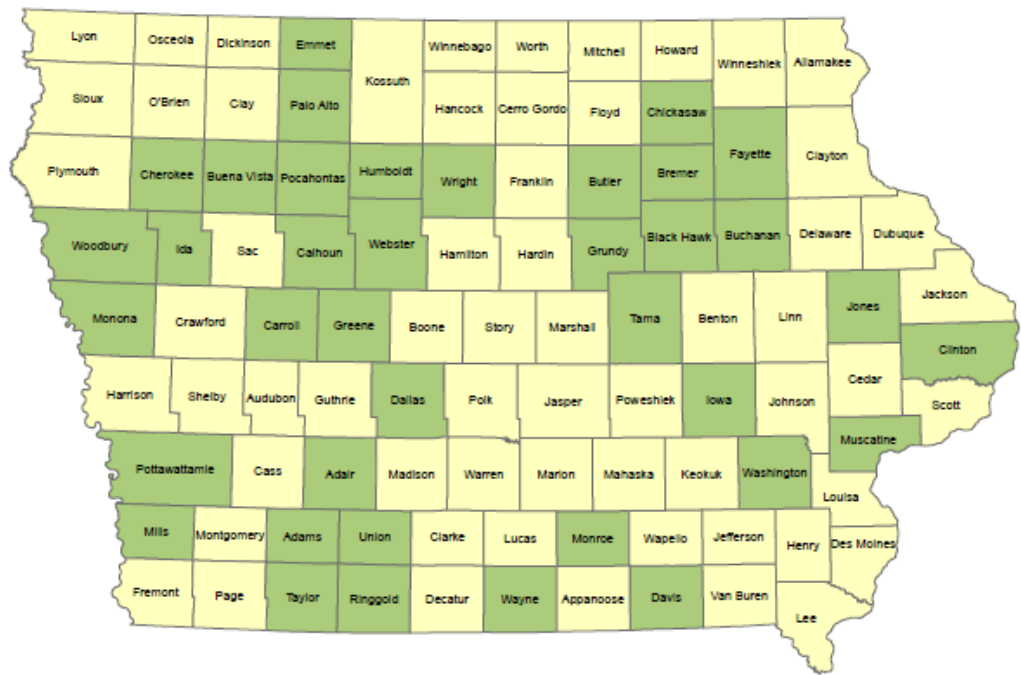 Lyon
Osceola
Dickinson
Emmet
Kossuth
Winnebago
Worth
Mitchell
Howard
Winneshiek
Allamakee
Sioux
O'Brien
Clay
Palo Alto
Hancock
Cerro Gordo
Floyd
Chickasaw
Plymouth
Cherokee
Buena Vista
Pocahontas
Humboldt
Wright
Franklin
Butler
Bremer
Fayette
Clayton
Woodbury
Ida
Sac
Calhoun
Webster
Hamilton
Hardin
Grundy
Black Hawk
Buchanan
Delaware
Dubuque
Monona
Crawford
Carroll
Greene
Boone
Story
Marshall
Tama
Benton
Linn
Jones
Jackson
Clinton
Harrison
Shelby
Audubon
Guthrie
Dallas
Polk
Jasper
Poweshiek
Iowa
Johnson
Cedar
Scott
Muscatine
Pottawattamie
Cass
Adair
Madison
Warren
Marion
Mahaska
Keokuk
Washington
Louisa
Mills
Montgomery
Adams
Union
Clarke
Lucas
Monroe
Wapello
Jefferson
Henry
Des Moines
Fremont
Page
Taylor
Ringgold
Decatur
Wayne
Appanoose
Davis
Van Buren
Lee